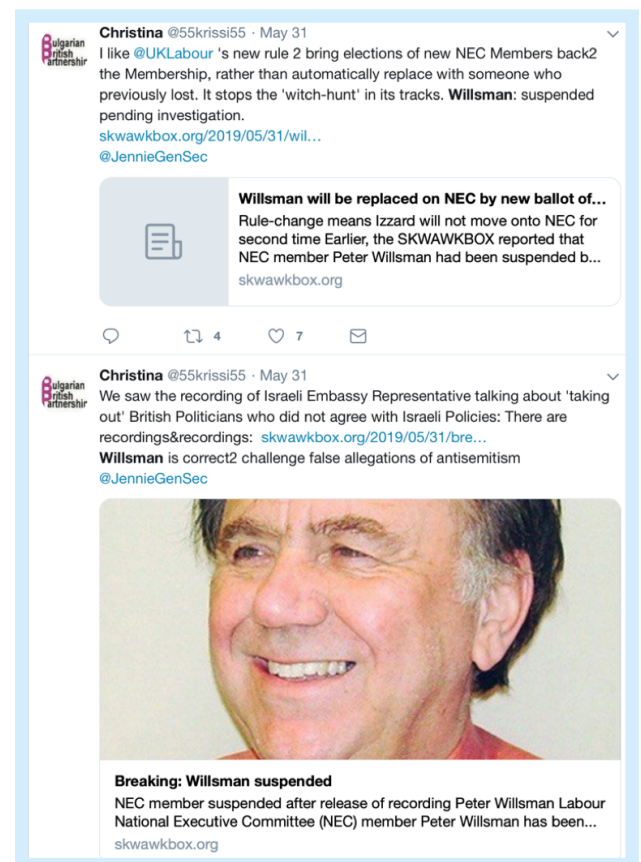 Bulgarian
British
Partnership
Christina @55krissi55 · May 31
I like @UKLabour 's new rule 2 bring elections of new NEC Members back2
the Membership, rather than automatically replace with someone who
previously lost. It stops the 'witch-hunt' in its tracks. Willsman: suspended
pending investigation.
skwawkbox.org/2019/05/31/wil...
@JennieGenSec
Willsman will be replaced on NEC by new ballot of...
Rule-change means Izzard will not move onto NEC for
second time Earlier, the SKWAWKBOX reported that
NEC member Peter Willsman had been suspended b...
skwawkbox.org
4 7
Bulgarian
British
Partnership
Christina @55krissi55 · May 31
We saw the recording of Israeli Embassy Representative talking about 'taking
out' British Politicians who did not agree with Israeli Policies: There are
recordings&recordings: skwawkbox.org/2019/05/31/bre...
Willsman is correct2 challenge false allegations of antisemitism
@JennieGenSec
Breaking: Willsman suspended
NEC member suspended after release of recording Peter Willsman Labour
National Executive Committee (NEC) member Peter Willsman has been...
skwawkbox.org